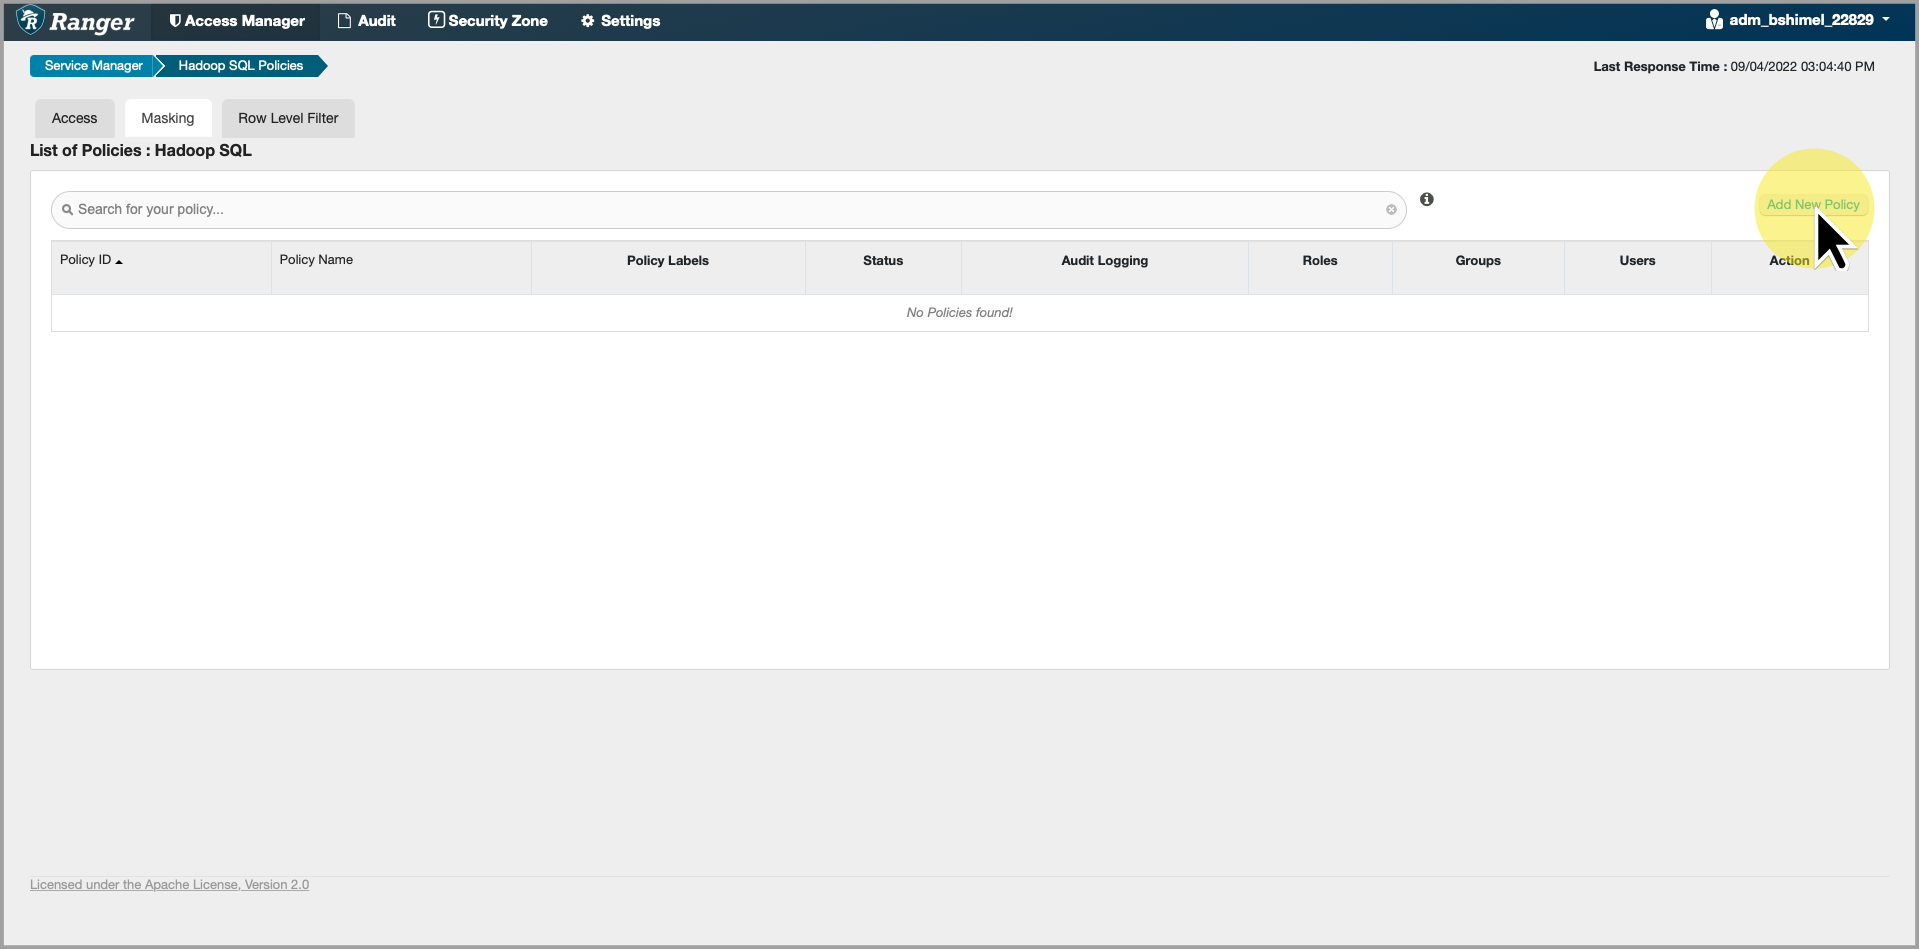 Ranger Access Manager Audit Security Zone Settings adm_bshimel_22829
Service Manager Hadoop SQL Policies Last Response Time : 09/04/2022 03:04:40 PM
Access Masking Row Level Filter
List of Policies : Hadoop SQL
Search for your policy... Add New Policy
Policy ID Policy Name Policy Labels Status Audit Logging Roles Groups Users Action
No Policies found!
Licensed under the Apache License, Version 2.0